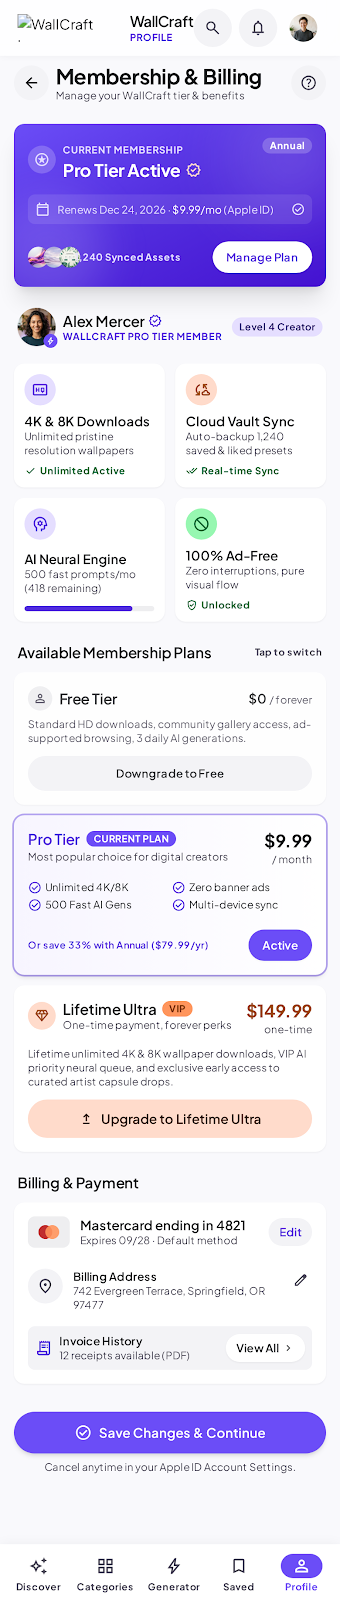 WallCraft
.
WallCraft
PROFILE
Membership & Billing
Manage your WallCraft tier & benefits
CURRENT MEMBERSHIP
Annual
Pro Tier Active
Renews Dec 24, 2026 · $9.99/mo (Apple ID)
,240 Synced Assets
Manage Plan
Alex Mercer
WALLCRAFT PRO TIER MEMBER
Level 4 Creator
HQ
4K & 8K Downloads
Unlimited pristine
resolution wallpapers
Unlimited Active
Cloud Vault Sync
Auto-backup 1,240
saved & liked presets
Real-time Sync
AI Neural Engine
500 fast prompts/mo
(418 remaining)
100% Ad-Free
Zero interruptions, pure
visual flow
Unlocked
Available Membership Plans
Tap to switch
Free Tier
$0 / forever
Standard HD downloads, community gallery access, ad-
supported browsing, 3 daily AI generations.
Downgrade to Free
Pro Tier
CURRENT PLAN
$9.99
Most popular choice for digital creators
/ month
Unlimited 4K/8K
Zero banner ads
500 Fast AI Gens
Multi-device sync
Or save 33% with Annual ($79.99/yr)
Active
Lifetime Ultra
VIP
$149.99
One-time payment, forever perks
one-time
Lifetime unlimited 4K & 8K wallpaper downloads, VIP AI
priority neural queue, and exclusive early access to
curated artist capsule drops.
Upgrade to Lifetime Ultra
Billing & Payment
Mastercard ending in 4821
Expires 09/28 · Default method
Edit
Billing Address
742 Evergreen Terrace, Springfield, OR
97477
Invoice History
12 receipts available (PDF)
View All
Save Changes & Continue
Cancel anytime in your Apple ID Account Settings.
Discover
Categories
Generator
Saved
Profile